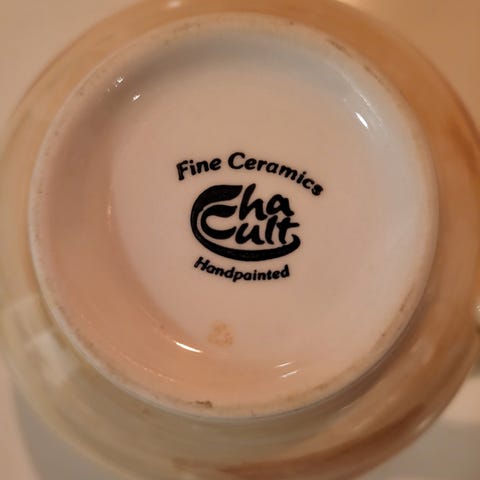 Fine Ceramics
Cha
Cult
Handpainted